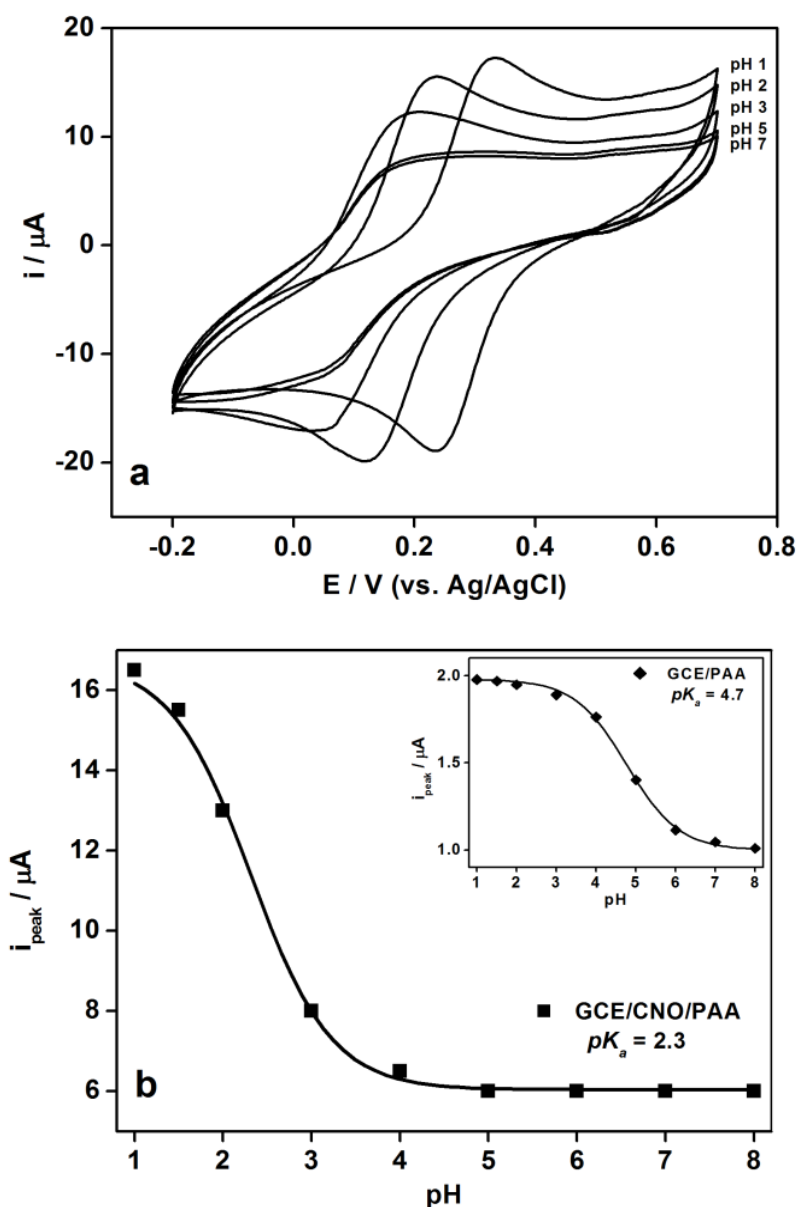 20
10
0
-10
-20
i / μA
pH 1
pH 2
pH 3
pH 5
pH 7
a
-0.2 0.0 0.2 0.4 0.6 0.8
E / V (vs. Ag/AgCl)
16
14
12
10
8
6
i peak / μA
2.0
1.5
1.0
i peak / μA
GCE/PAA
pKa = 4.7
1 2 3 4 5 6 7 8
pH
GCE/CNO/PAA
pKa = 2.3
b
1 2 3 4 5 6 7 8
pH